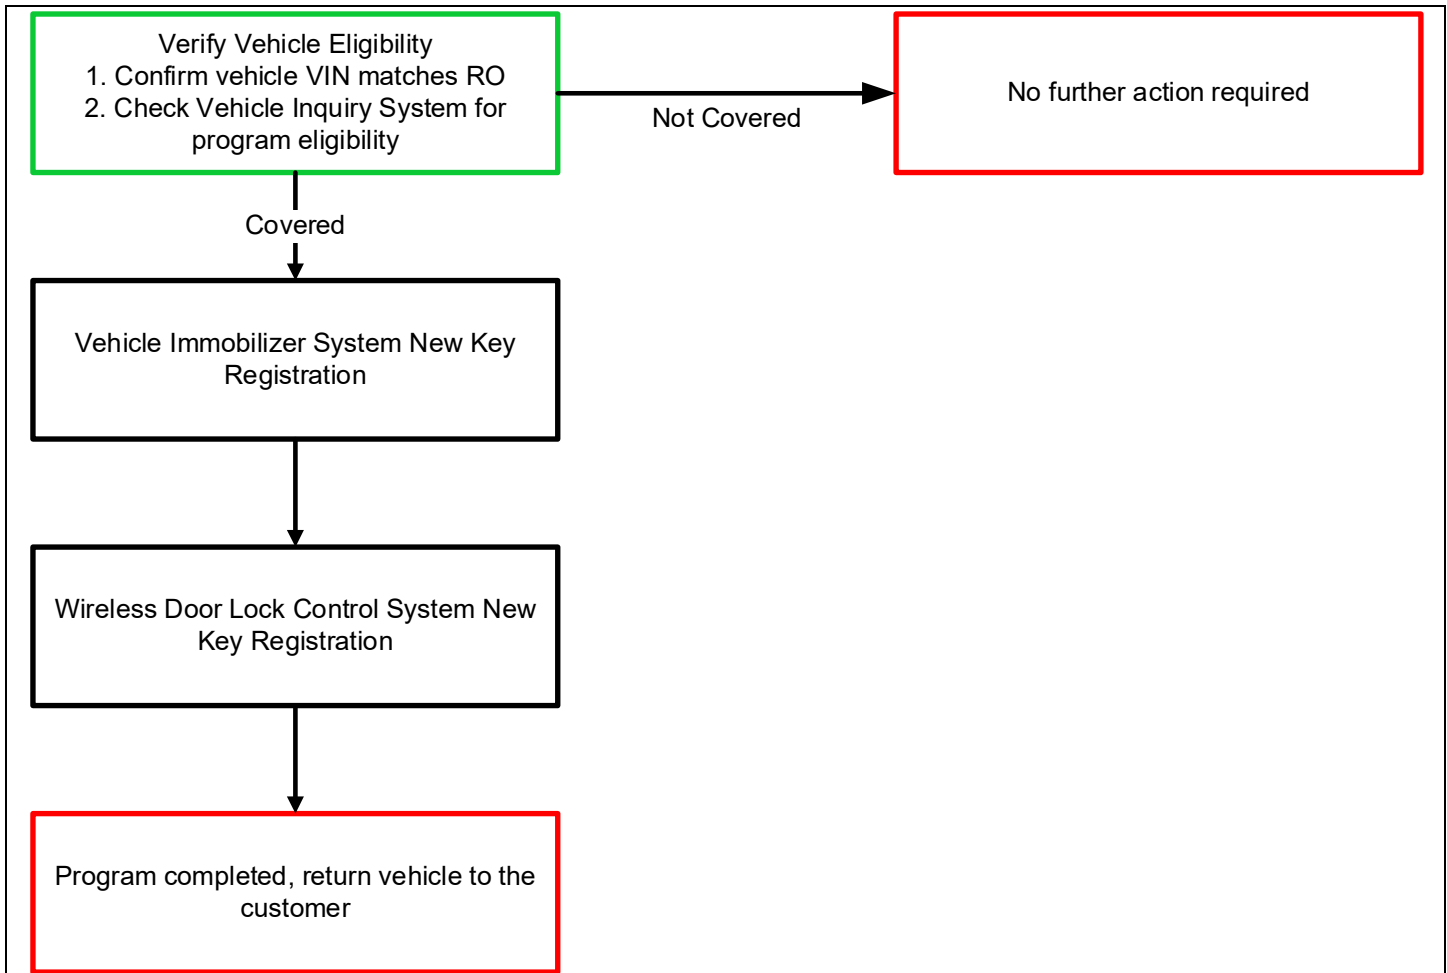 Verify Vehicle Eligibility
1. Confirm vehicle VIN matches RO
2. Check Vehicle Inquiry System for
program eligibility
Not Covered
No further action required
Covered
Vehicle Immobilizer System New Key
Registration
Wireless Door Lock Control System New
Key Registration
Program completed, return vehicle to the
customer